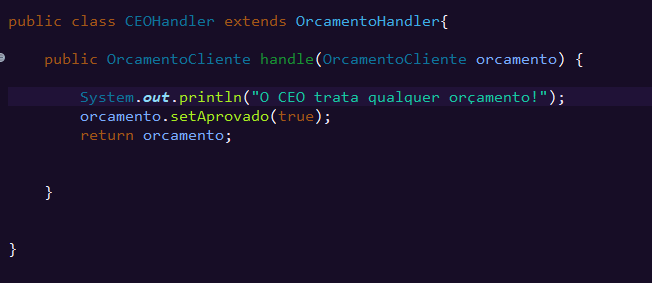 public class CEOHandler extends OrcamentoHandler{
public OrcamentoCliente handle(OrcamentoCliente orcamento) {
System.out.println("O CEO trata qualquer orçamento!");
orcamento.setAprovado(true);
return orcamento;
}
}